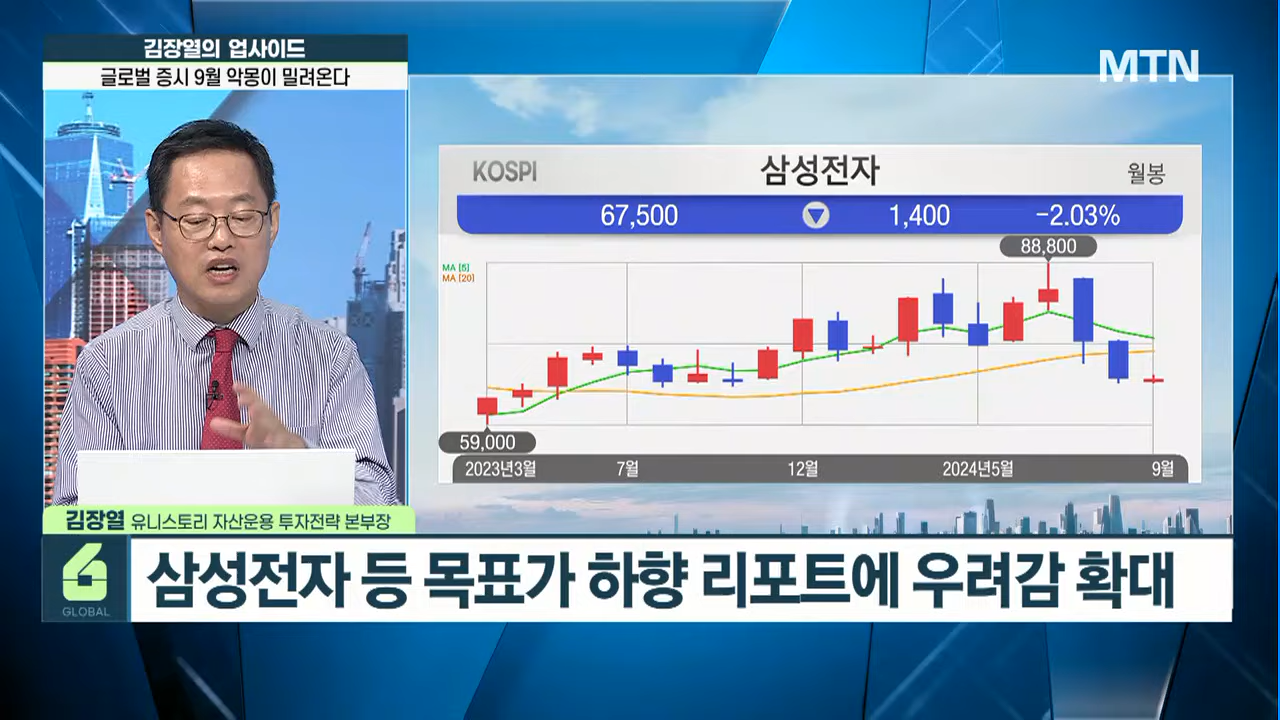 김장열의 업사이드
글로벌 증시 9월 악몽이 밀려온다
MTN
KOSPI 삼성전자 월봉
67,500 1,400 -2.03%
88,800
MA [5]
MA [20]
59,000
2023년3월 7월 12월 2024년5월 9월
김장열 유니스토리 자산운용 투자전략 본부장
6
GLOBAL
삼성전자 등 목표가 하향 리포트에 우려감 확대